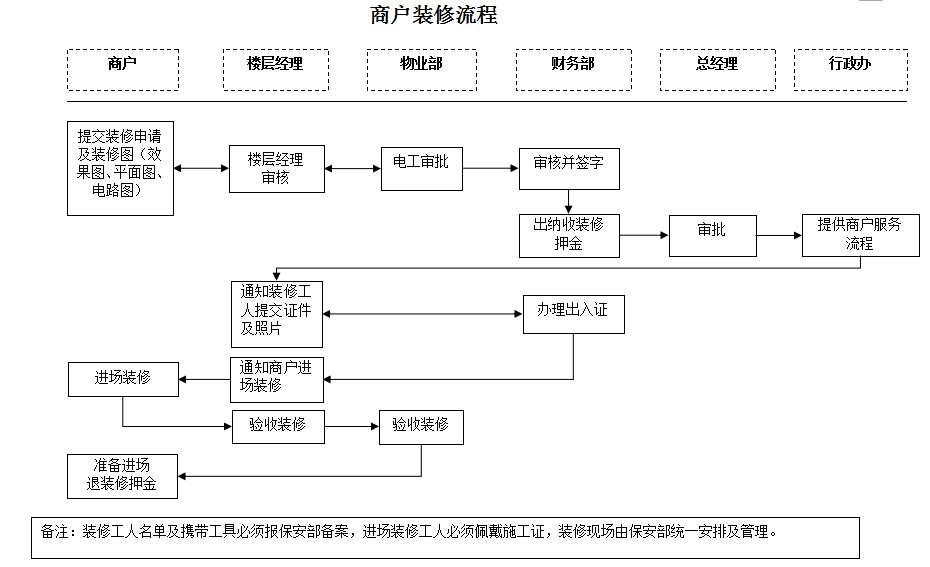 商户装修流程
商户
楼层经理
物业部
财务部
总经理
行政办
提交装修申请
及装修图（效
果图、平面图、
电路图）
楼层经理
审核
电工审批
审核并签字
出纳收装修
押金
审批
提供商户服务
流程
通知装修工
人提交证件
及照片
办理出入证
进场装修
通知商户进
场装修
验收装修
验收装修
准备进场
退装修押金
备注：装修工人名单及携带工具必须报保安部备案，进场装修工人必须佩戴施工证，装修现场由保安部统一安排及管理。